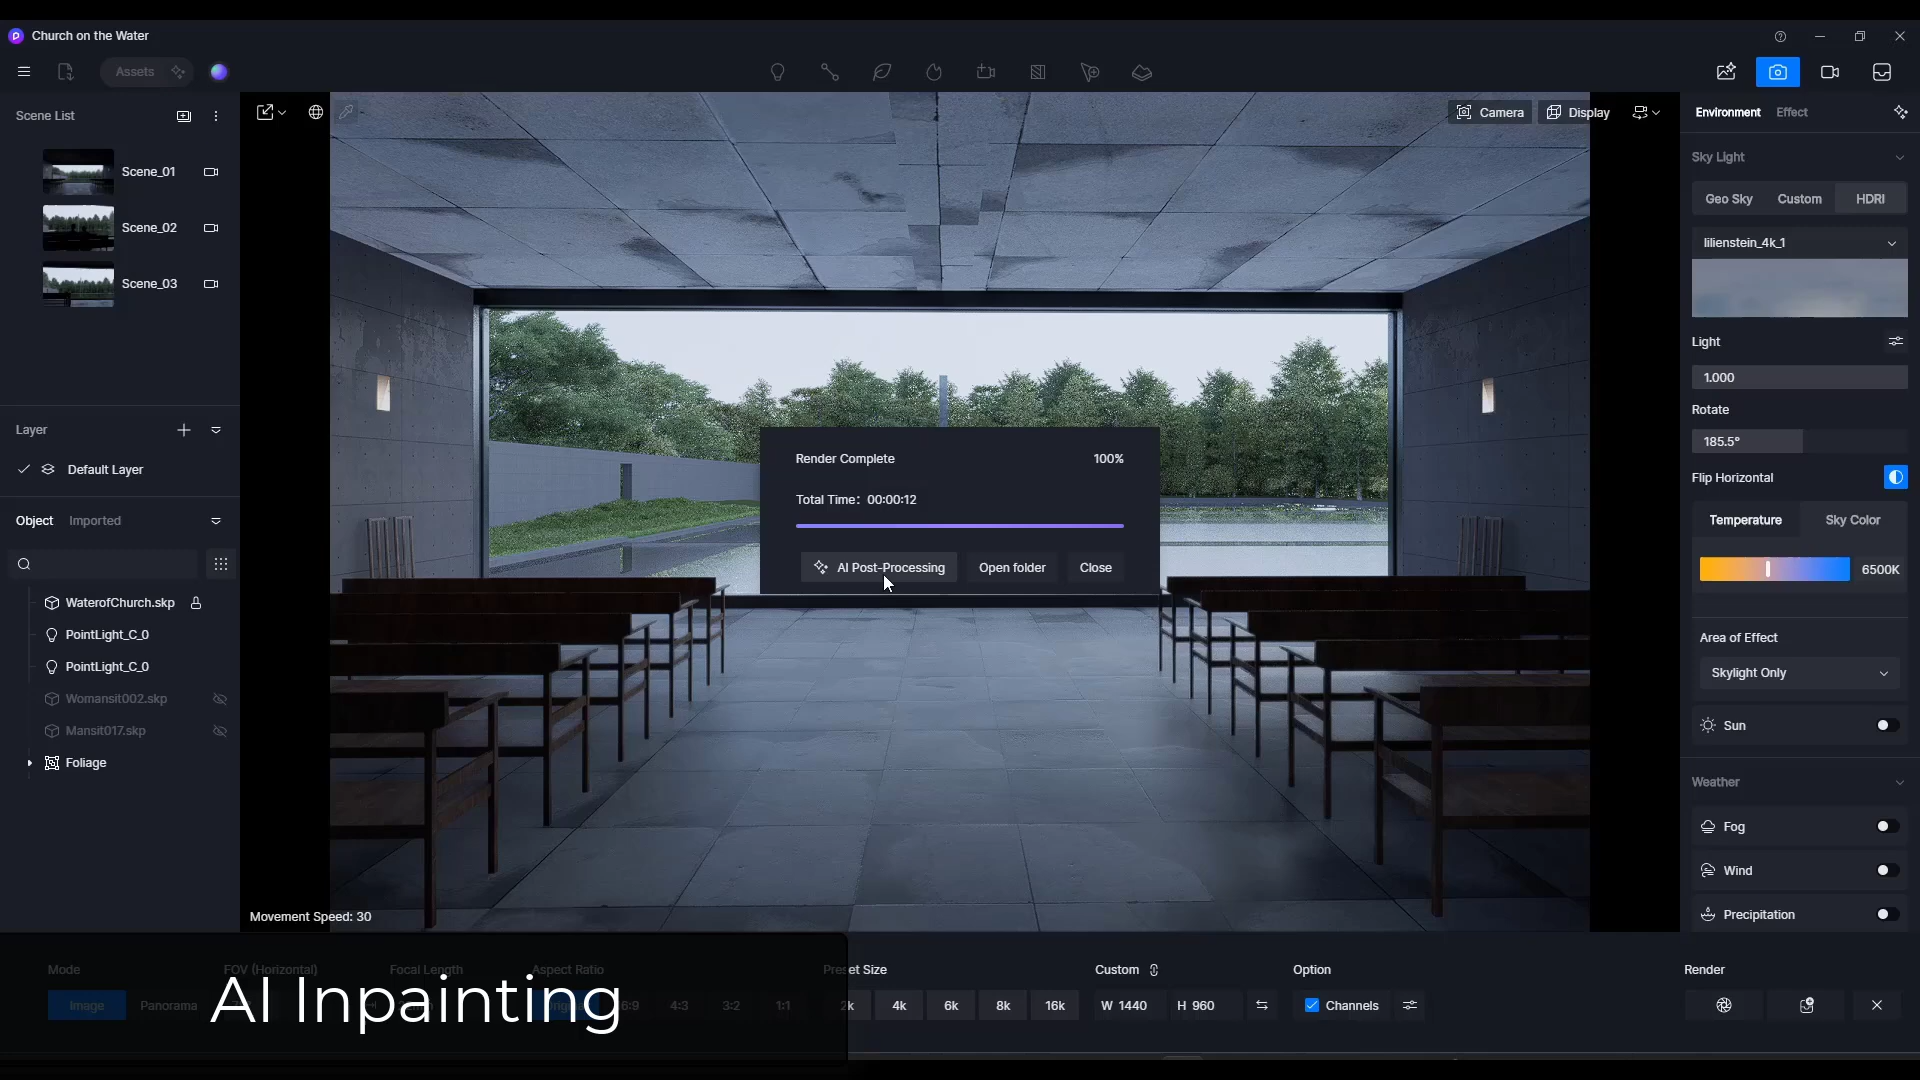 Church on the Water
Assets
Scene List
Scene_01
Scene_02
Scene_03
Layer
Default Layer
Object
Imported
WaterofChurch.skp
PointLight_C_0
PointLight_C_0
Womansit002.skp
Mansit017.skp
Foliage
Camera
Display
Render Complete
100%
Total Time: 00:00:12
AI Post-Processing
Open folder
Close
Movement Speed: 30
Environment
Effect
Sky Light
Geo Sky
Custom
HDRI
lilienstein_4k_1
Light
1.000
Rotate
185.5°
Flip Horizontal
Temperature
Sky Color
6500K
Area of Effect
Skylight Only
Sun
Weather
Fog
Wind
Precipitation
Mode
FOV (Horizontal)
Focal Length
Aspect Ratio
Preset Size
Custom
Option
Render
Image
Panorama
4:3
3:2
1:1
2k
4k
6k
8k
16k
W 1440
H 960
Channels
AI Inpainting